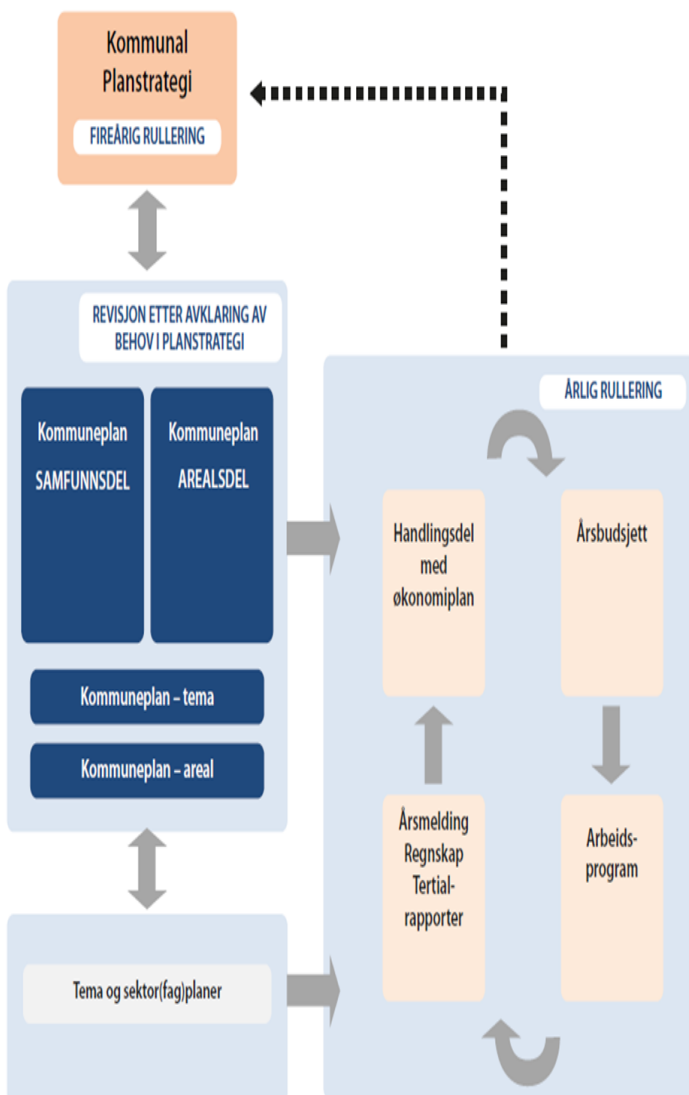 Kommunal
Planstrategi
FIREÅRIG RULLERING
REVISJON ETTER AVKLARING AV
BEHOV I PLANSTRATEGI
Kommuneplan
SAMFUNNSDEL
Kommuneplan
AREALSDEL
Kommuneplan – tema
Kommuneplan – areal
Tema og sektor(fag)planer
ÅRLIG RULLERING
Handlingsdel
med
økonomiplan
Årsbudsjett
Årsmelding
Regnskap
Tertial-
rapporter
Arbeids-
program